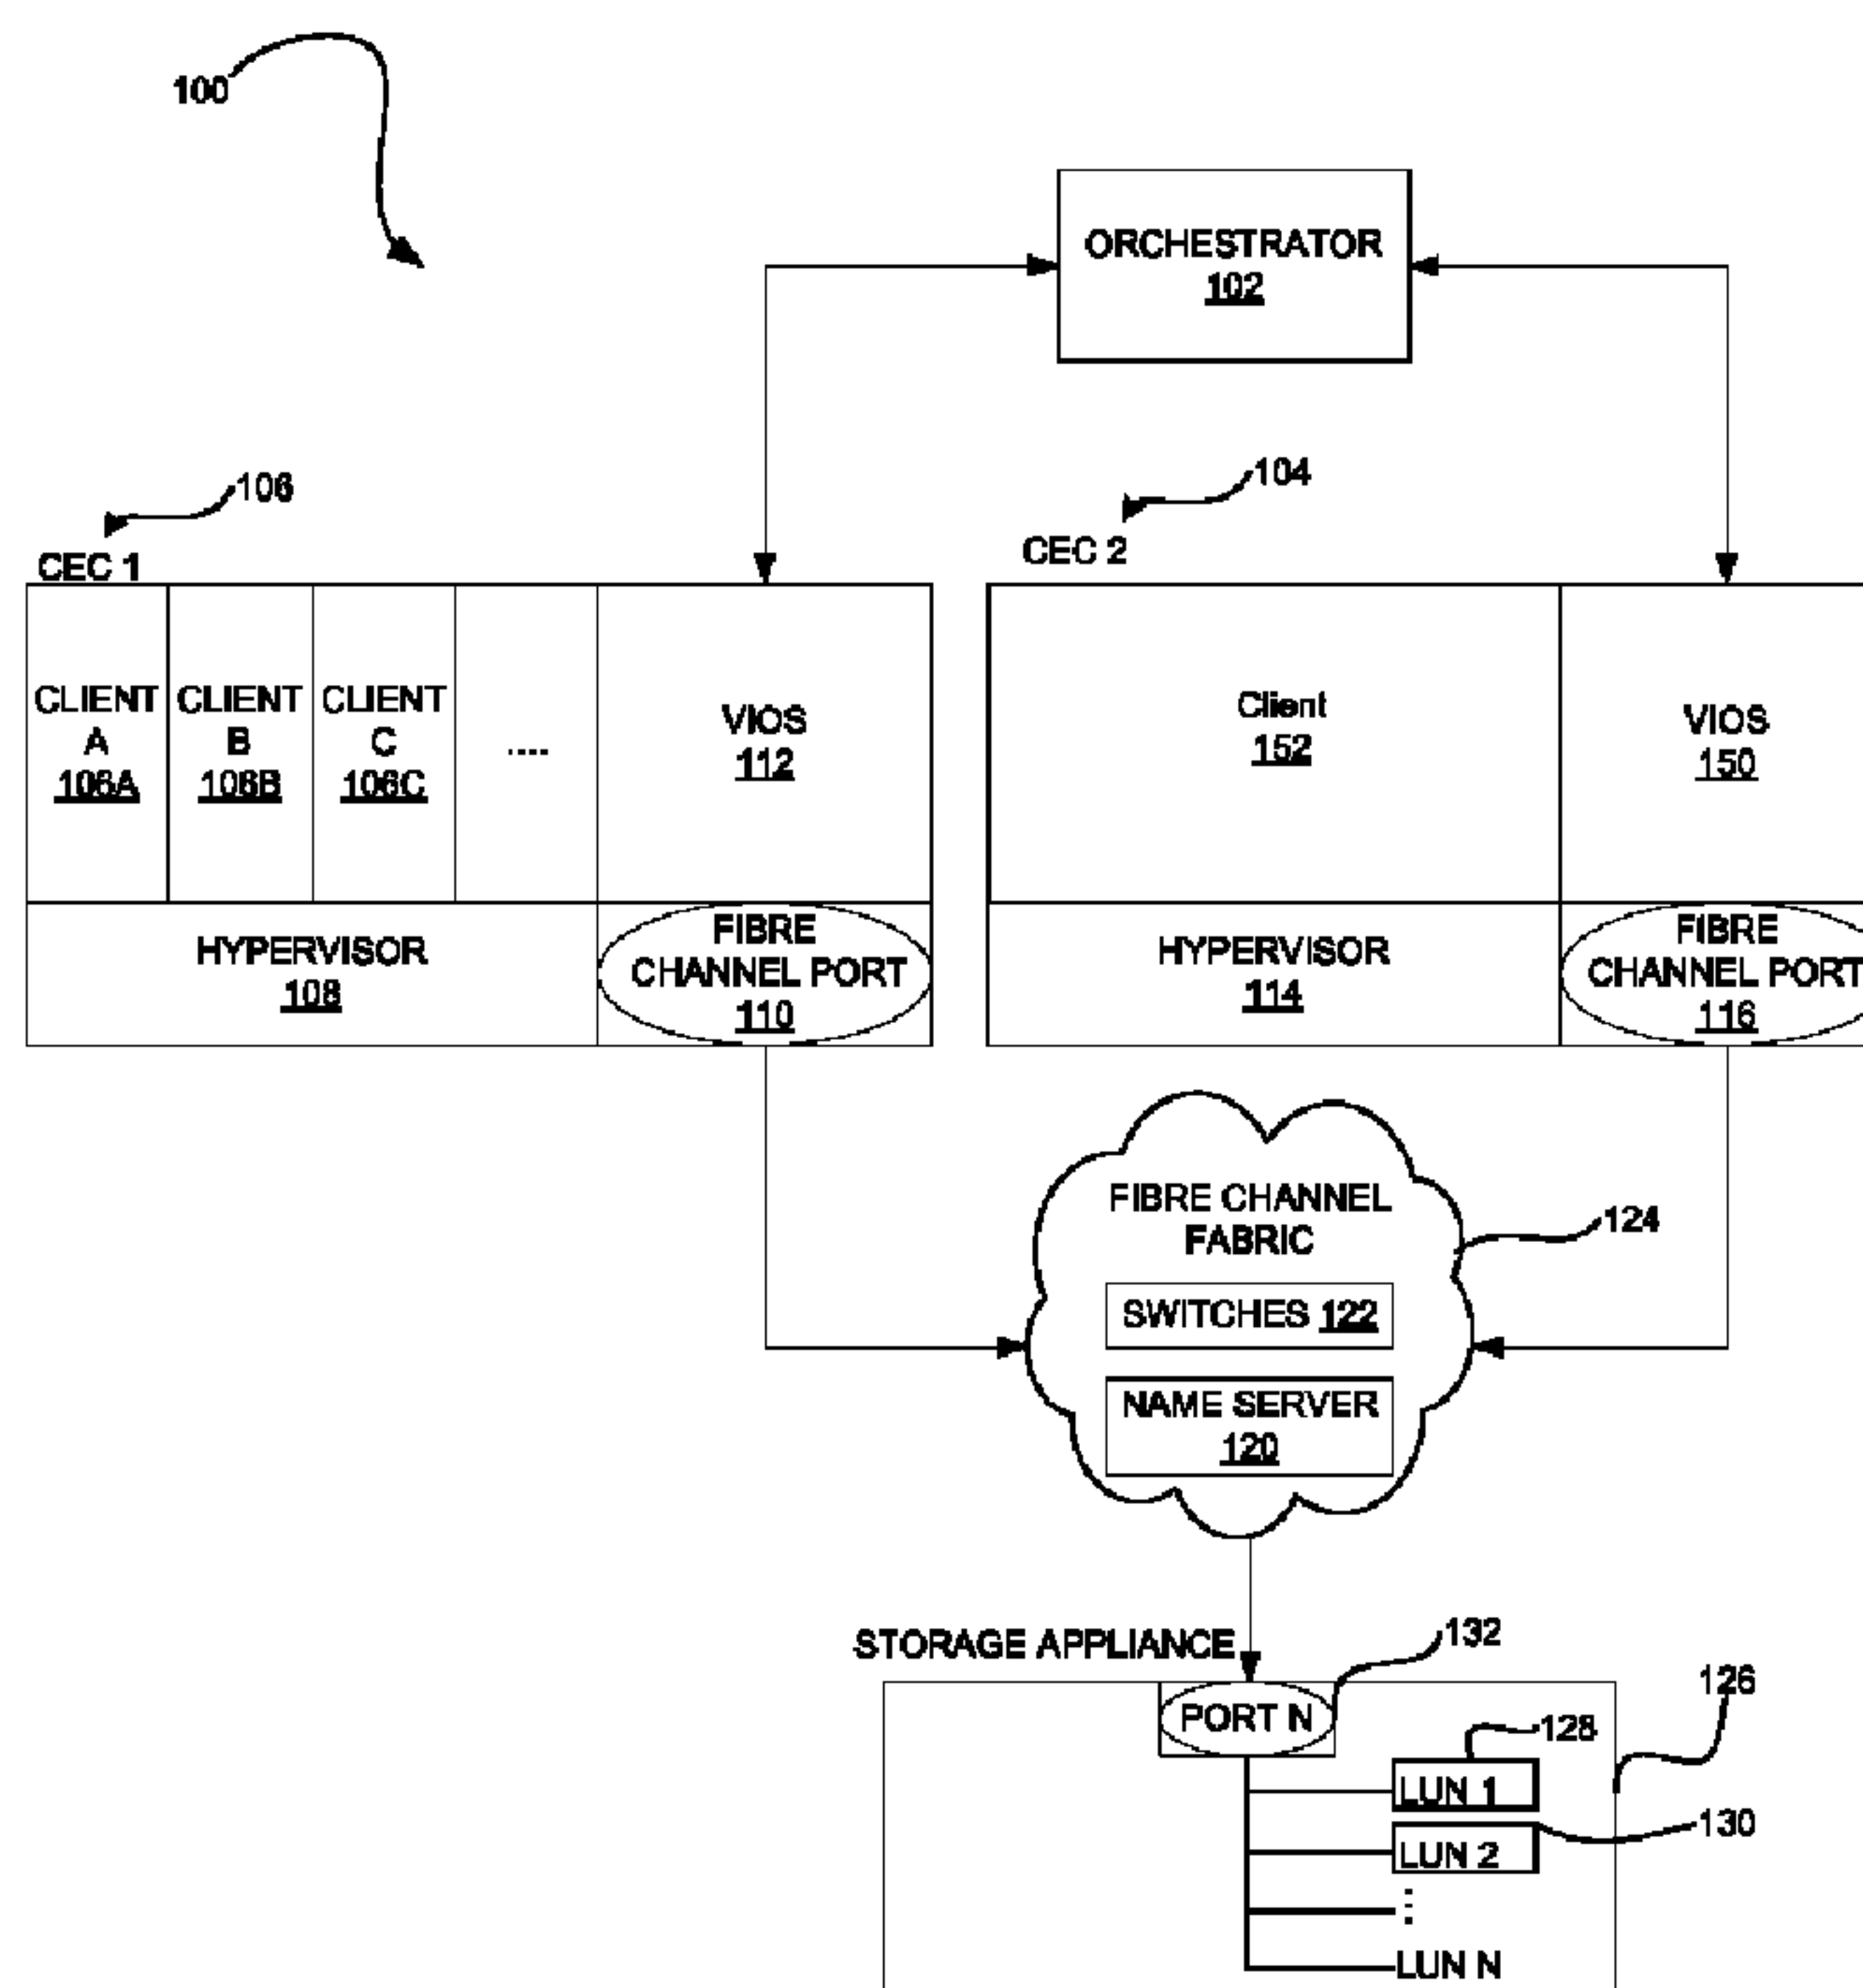 100
ORCHESTRATOR
102
106
104
CEC 1
CEC 2
CLIENT
A
106A
CLIENT
B
106B
CLIENT
C
106C
....
VIOS
112
Client
152
VIOS
150
HYPERVISOR
108
FIBRE
CHANNEL PORT
110
HYPERVISOR
114
FIBRE
CHANNEL PORT
116
FIBRE CHANNEL
FABRIC
124
SWITCHES 122
NAME SERVER
120
STORAGE APPLIANCE
132
126
PORT N
128
LUN 1
130
LUN 2
...
LUN N